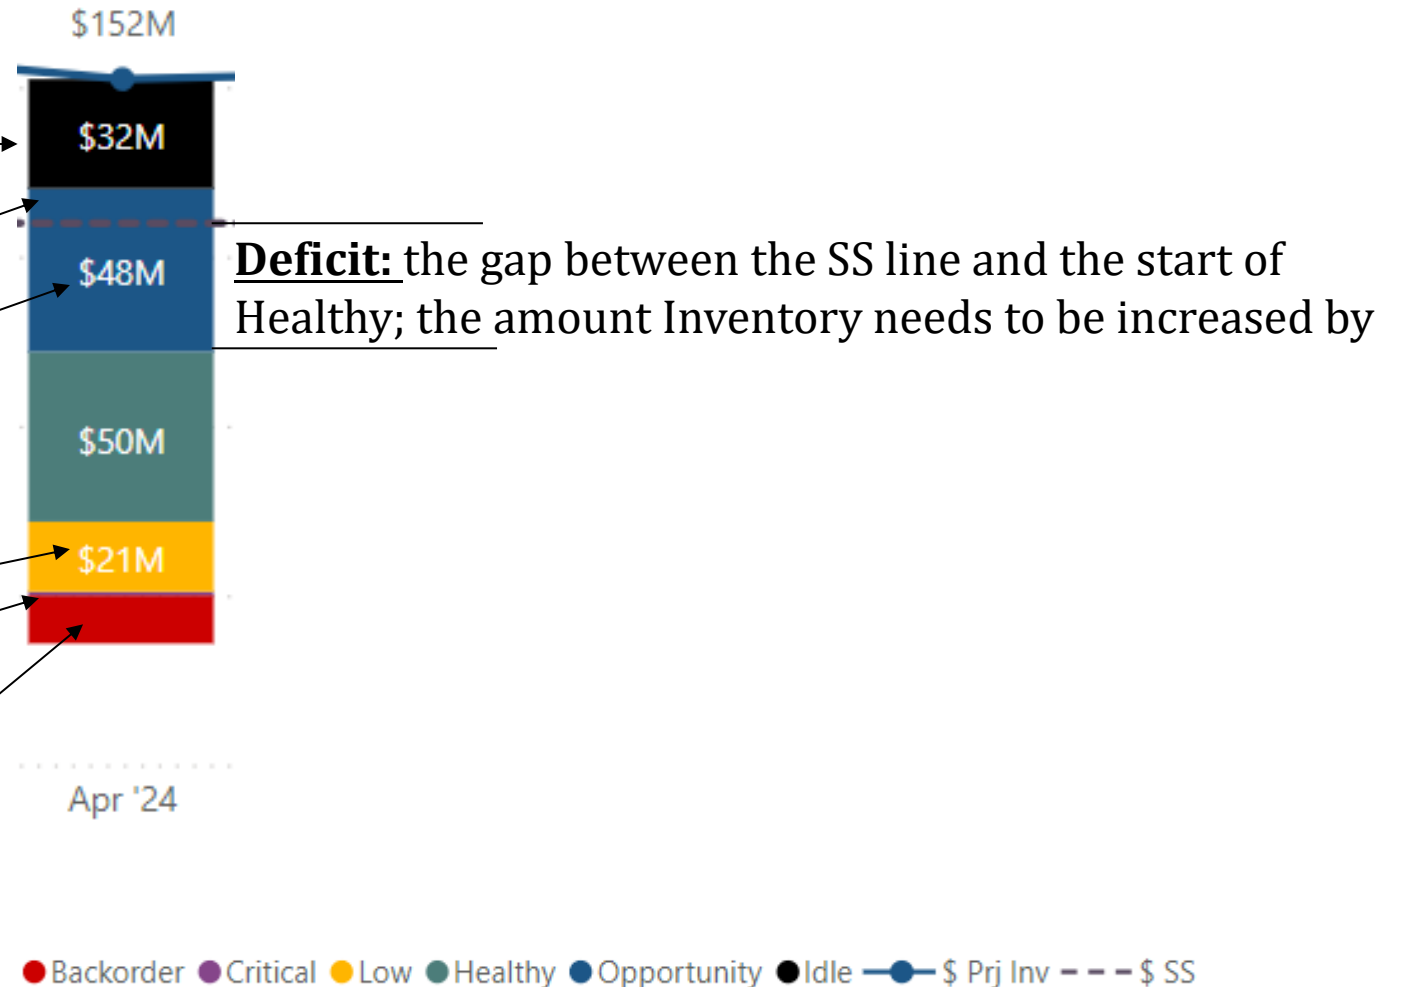 $152M
$32M
$48M
Deficit: the gap between the SS line and the start of
Healthy; the amount Inventory needs to be increased by
$50M
$21M
Apr '24
Backorder Critical Low Healthy Opportunity Idle $ Prj Inv $ SS